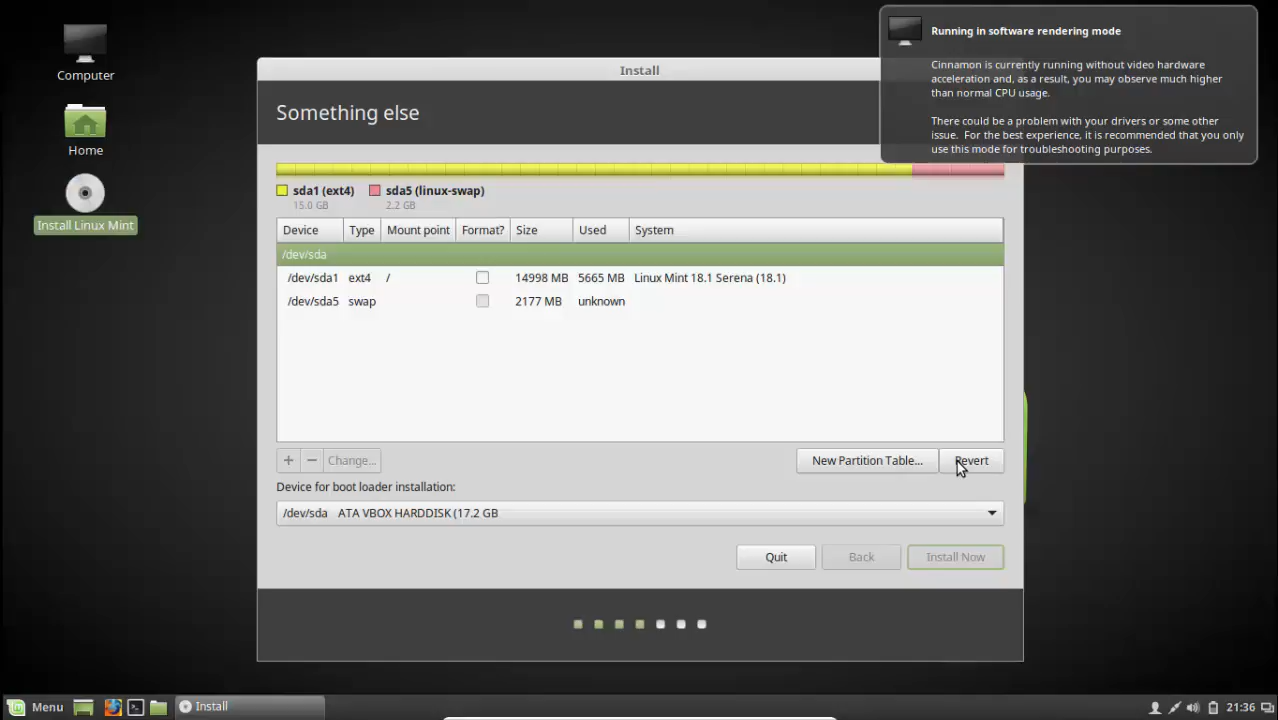 Computer
Home
Install Linux Mint
Install
Something else
sda1 (ext4) sda5 (linux-swap)
15.0 GB 2.2 GB
Device Type Mount point Format? Size Used System
/dev/sda
/dev/sda1 ext4 / 14998 MB 5665 MB Linux Mint 18.1 Serena (18.1)
/dev/sda5 swap 2177 MB unknown
+ − Change... New Partition Table... Revert
Device for boot loader installation:
/dev/sda ATA VBOX HARDDISK (17.2 GB
Quit Back Install Now
Running in software rendering mode
Cinnamon is currently running without video hardware
acceleration and, as a result, you may observe much higher
than normal CPU usage.
There could be a problem with your drivers or some other
issue. For the best experience, it is recommended that you only
use this mode for troubleshooting purposes.
Menu Install 21:36